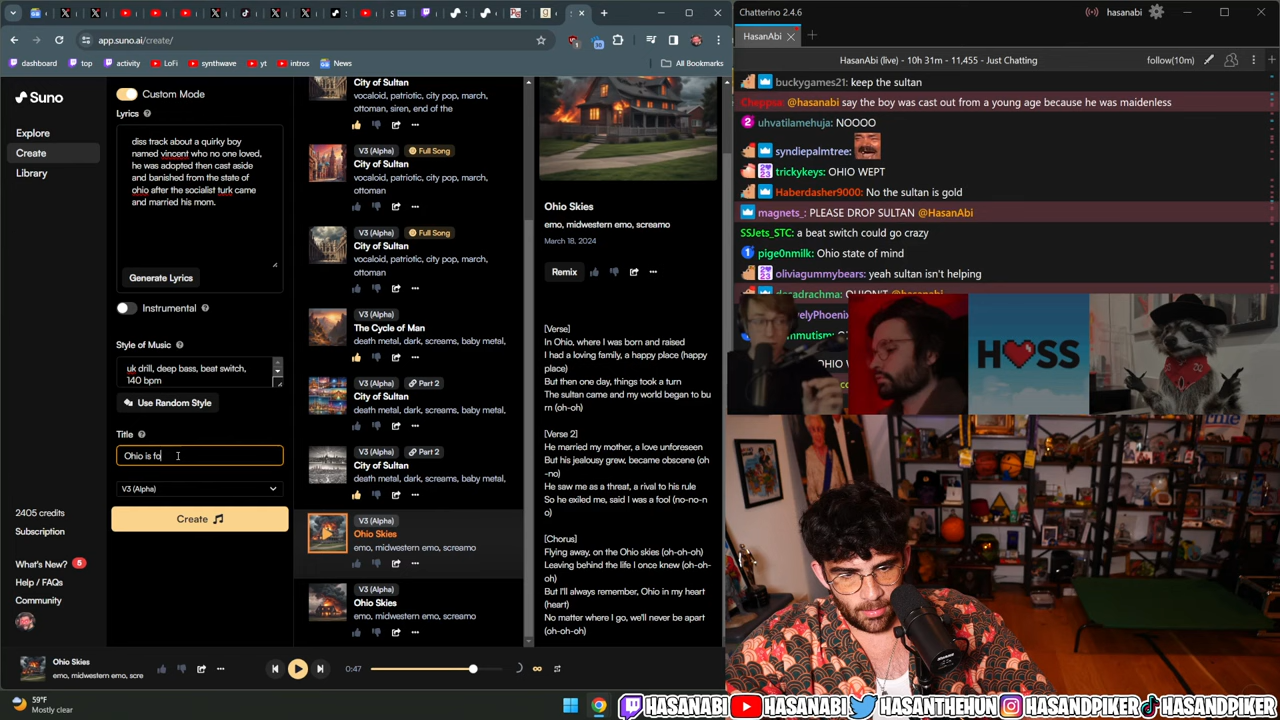 app.suno.ai/create/
All Bookmarks
dashboard
top
activity
LoFi
synthwave
yt
intros
News
Suno
Explore
Create
Library
2405 credits
Subscription
What's New?
5
Help / FAQs
Community
Custom Mode
Lyrics
diss track about a quirky boy
named vincent who no one loved,
he was adopted then cast aside
and banished from the state of
ohio after the socialist turk came
and married his mom.
Generate Lyrics
Instrumental
Style of Music
uk drill, deep bass, beat switch,
140 bpm
Use Random Style
Title
Ohio is fo
V3 (Alpha)
Create
City of Sultan
vocaloid, patriotic, city pop, march,
ottoman, siren, end of the
V3 (Alpha)
Full Song
City of Sultan
vocaloid, patriotic, city pop, march,
ottoman
V3 (Alpha)
Full Song
City of Sultan
vocaloid, patriotic, city pop, march,
ottoman
V3 (Alpha)
The Cycle of Man
death metal, dark, screams, baby metal,
V3 (Alpha)
Part 2
City of Sultan
death metal, dark, screams, baby metal,
V3 (Alpha)
Part 2
City of Sultan
death metal, dark, screams, baby metal,
V3 (Alpha)
Ohio Skies
emo, midwestern emo, screamo
V3 (Alpha)
Ohio Skies
emo, midwestern emo, screamo
Ohio Skies
emo, midwestern emo, screamo
March 18, 2024
Remix
[Verse]
In Ohio, where I was born and raised
I had a loving family, a happy place (happy
place)
But then one day, things took a turn
The sultan came and my world began to bu
rn (oh-oh)
[Verse 2]
He married my mother, a love unforeseen
But his jealousy grew, became obscene (oh
-no)
He saw me as a threat, a rival to his rule
So he exiled me, said I was a fool (no-no-n
o)
[Chorus]
Flying away, on the Ohio skies (oh-oh-oh)
Leaving behind the life I once knew (oh-oh-
oh)
But I'll always remember, Ohio in my heart
(heart)
No matter where I go, we'll never be apart
(oh-oh-oh)
Ohio Skies
emo, midwestern emo, scre
0:47
59°F
Mostly clear
Chatterino 2.4.6
hasanabi
HasanAbi
HasanAbi (live) - 10h 31m - 11,455 - Just Chatting
follow(10m)
buckygames21: keep the sultan
Chappsa: @hasanabi say the boy was cast out from a young age because he was maidenless
uhvatilamehuja: NOOOO
syndiepalmtree:
trickykeys: OHIO WEPT
Haberdasher9000: No the sultan is gold
magnets_: PLEASE DROP SULTAN @HasanAbi
SSJets_STC: a beat switch could go crazy
pige0nmilk: Ohio state of mind
oliviagummybears: yeah sultan isn't helping
H SS
HASANABI
HASANABI
HASANTHEHUN
HASANDPIKER
HASANDPIKER